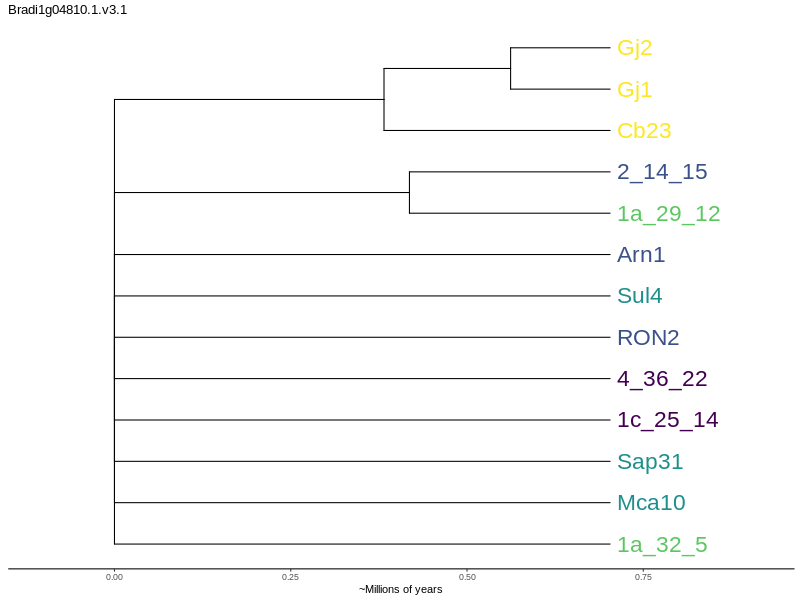 Bradi1g04810.1.v3.1
Gj2
Gj1
Cb23
2_14_15
1a_29_12
Arn1
Sul4
RON2
4_36_22
1c_25_14
Sap31
Mca10
1a_32_5
0.00 0.25 0.50 0.75
~Millions of years